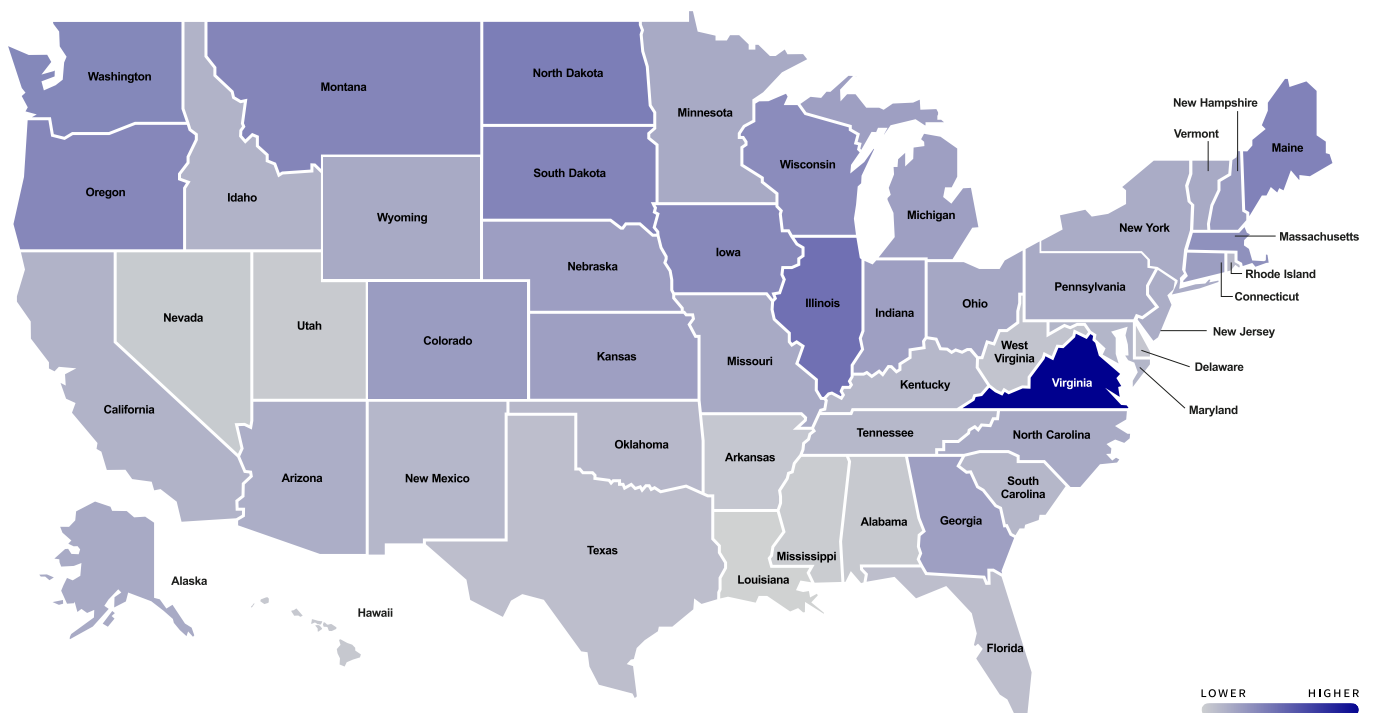 New Hampshire
Vermont
Washington
North Dakota
Montana
Minnesota
Maine
Wisconsin
South Dakota
Oregon
Idaho
Wyoming
Michigan
New York
Massachusetts
Iowa
Nebraska
Rhode Island
Pennsylvania
Connecticut
Illinois
Ohio
Indiana
Nevada
Utah
New Jersey
Colorado
West
Virginia
Kansas
Missouri
Delaware
Kentucky
Virginia
California
Maryland
Tennessee
North Carolina
Oklahoma
Arkansas
Arizona
New Mexico
South
Carolina
Georgia
Alabama
Texas
Mississippi
Louisiana
Alaska
Hawaii
Florida
LOWER HIGHER